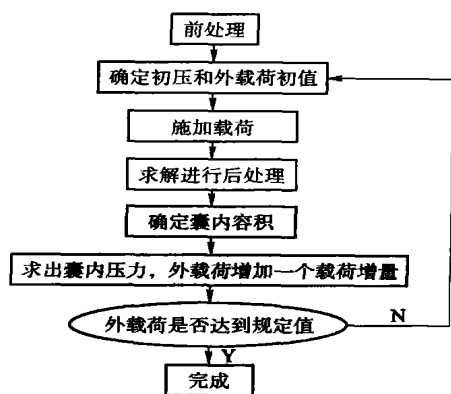 前处理
确定初压和外载荷初值
施加载荷
求解进行后处理
确定囊内容积
求出囊内压力，外载荷增加一个载荷增量
外载荷是否达到规定值
N
Y
完成